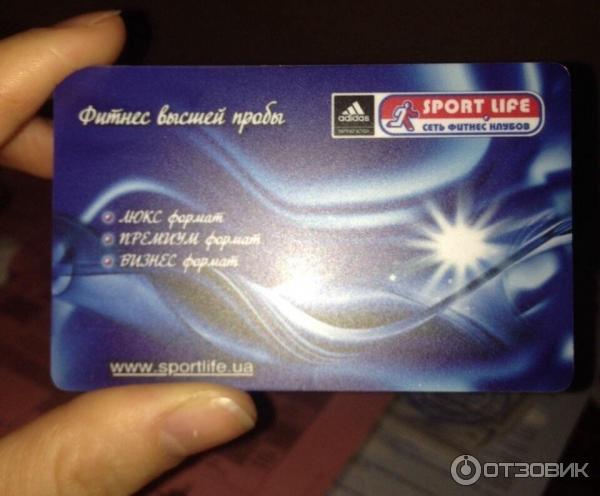 Фитнес высшей пробы
adidas
SPORT LIFE
СЕТЬ ФИТНЕС КЛУБОВ
ЛЮКС формат
ПРЕМИУМ формат
БИЗНЕС формат
www.sportlife.ua
ОТЗОВИК